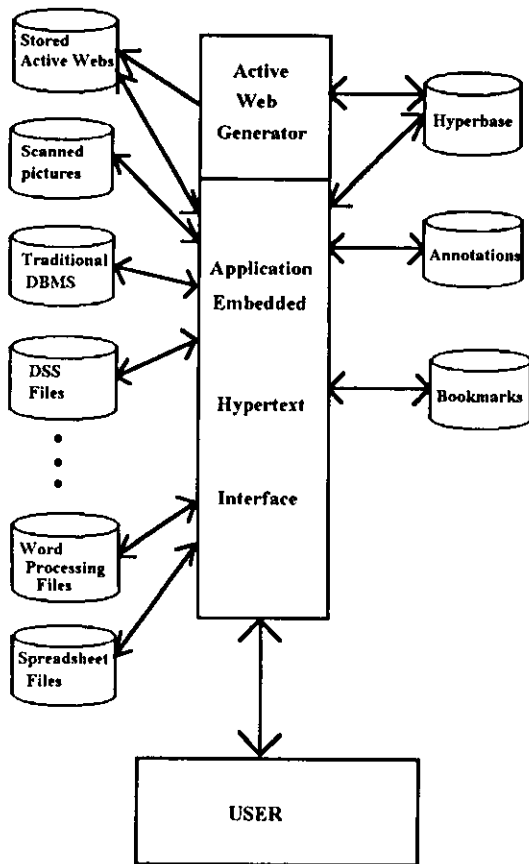 Stored
Active Webs
Scanned
pictures
Traditional
DBMS
DSS
Files
Word
Processing
Files
Spreadsheet
Files
Active
Web
Generator
Application
Embedded
Hypertext
Interface
Hyperbase
Annotations
Bookmarks
USER